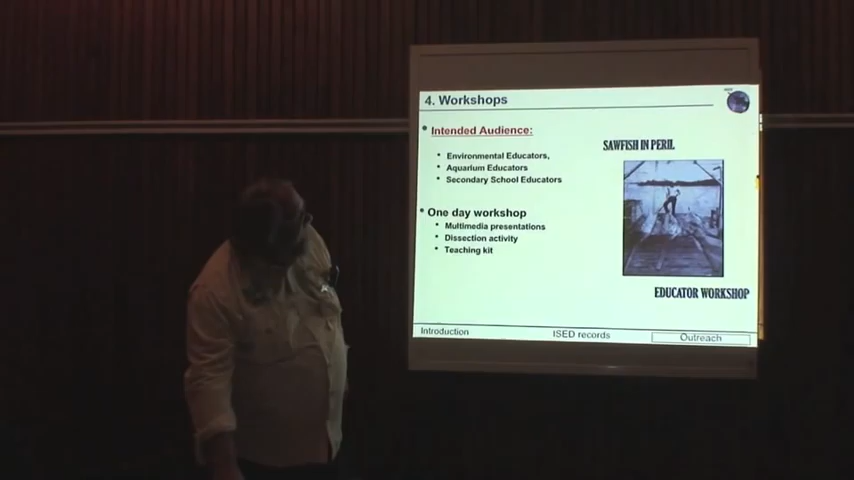 4. Workshops
Intended Audience:
Environmental Educators,
Aquarium Educators
Secondary School Educators
One day workshop
Multimedia presentations
Dissection activity
Teaching kit
SAWFISH IN PERIL
EDUCATOR WORKSHOP
Introduction
ISED records
Outreach